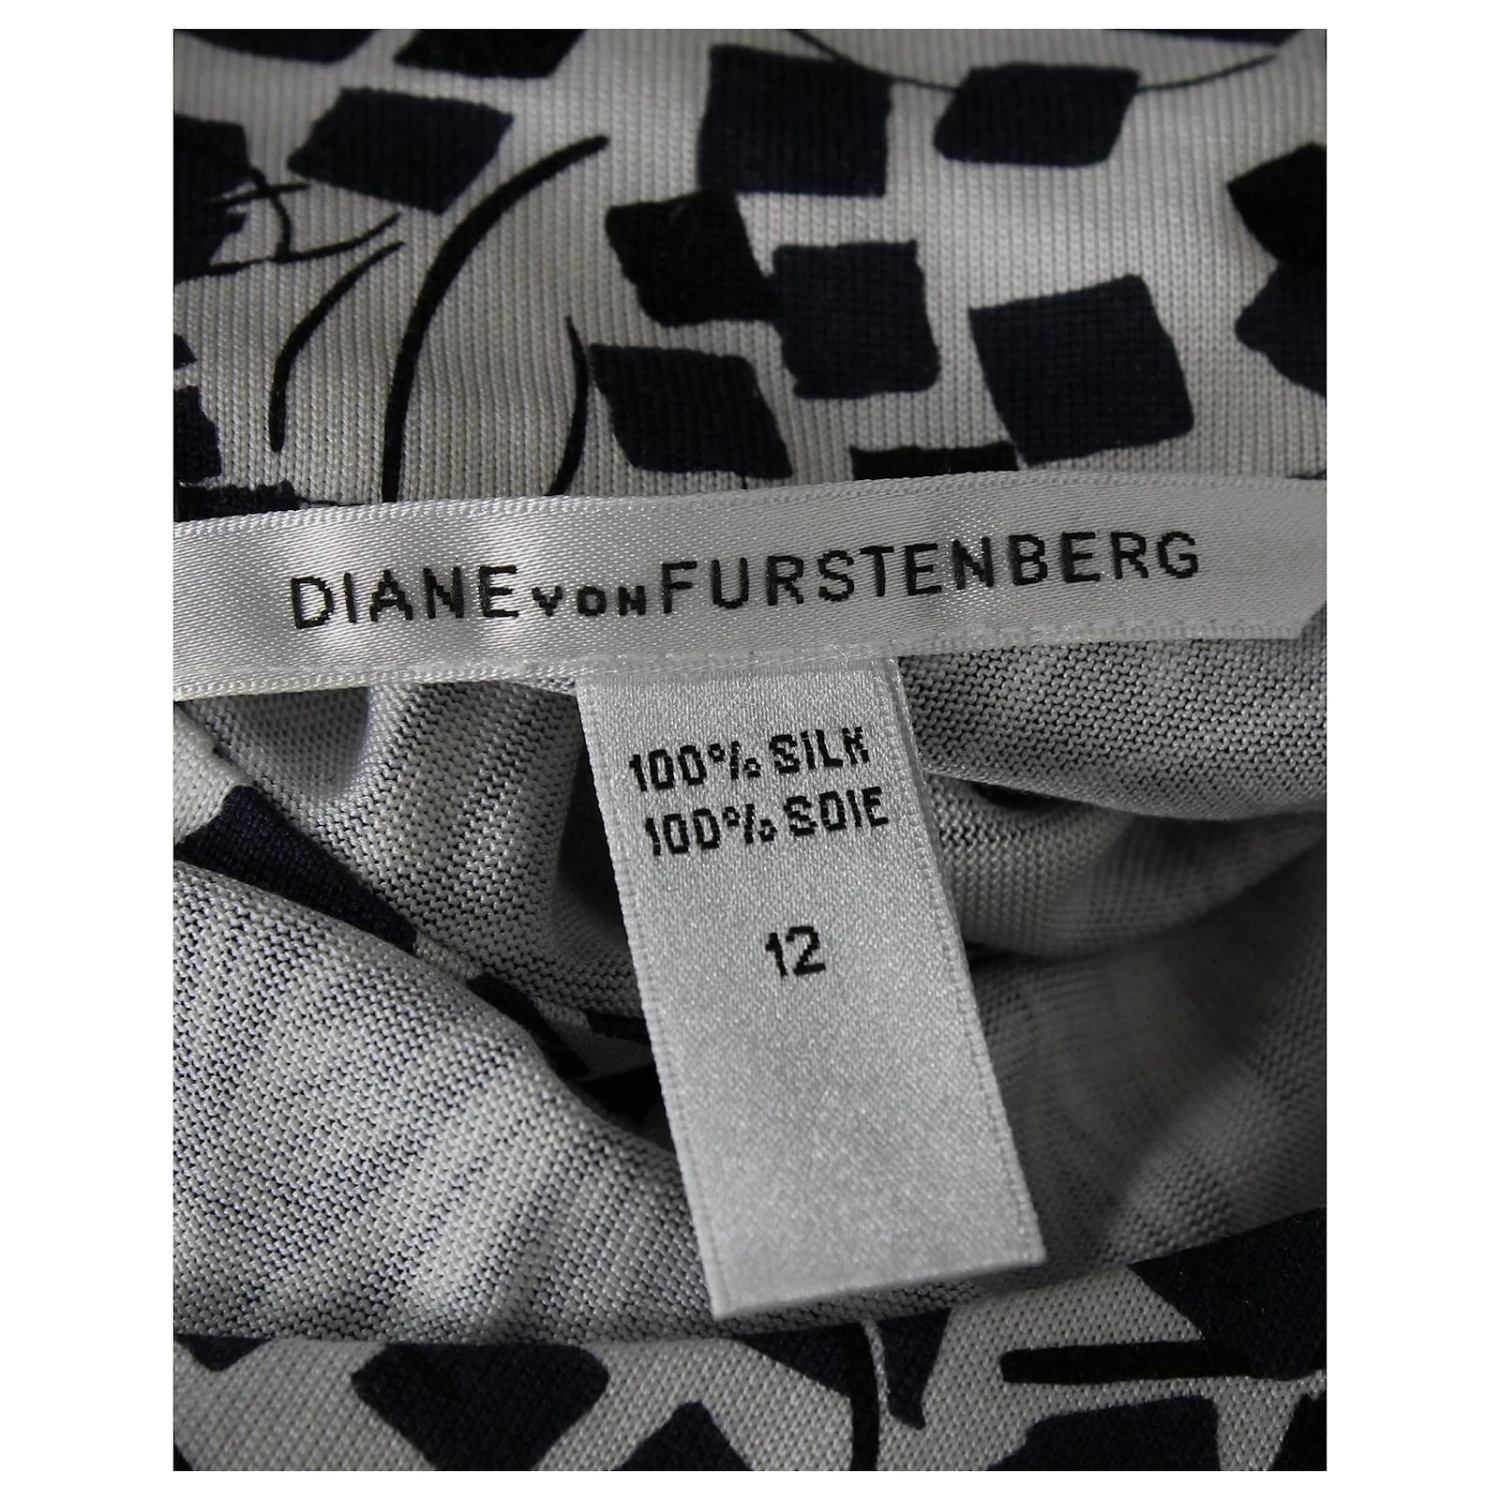 DIANE VON FURSTENBERG
100% SILK
100% SOIE
12